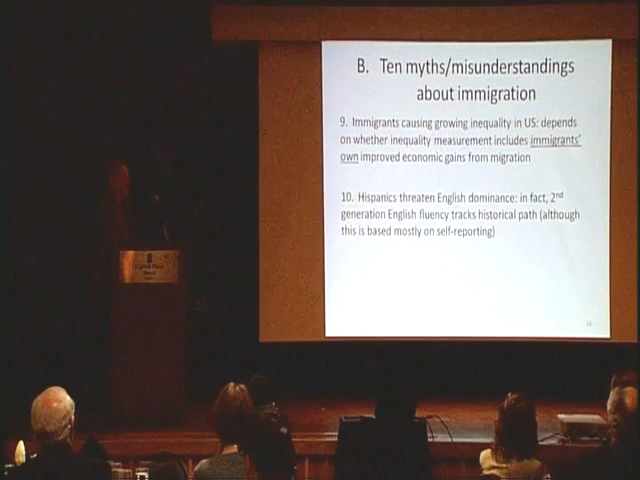 B. Ten myths/misunderstandings
about immigration
9. Immigrants causing growing inequality in US: depends
on whether inequality measurement includes immigrants'
own improved economic gains from migration
10. Hispanics threaten English dominance: in fact, 2nd
generation English fluency tracks historical path (although
this is based mostly on self-reporting)